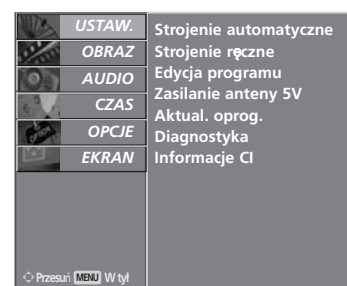 USTAW.
OBRAZ
AUDIO
CZAS
OPCJE
EKRAN
Strojenie automatyczne
Strojenie ręczne
Edycja programu
Zasilanie anteny 5V
Aktual. oprog.
Diagnostyka
Informacje CI
Przesuń MENU W tył